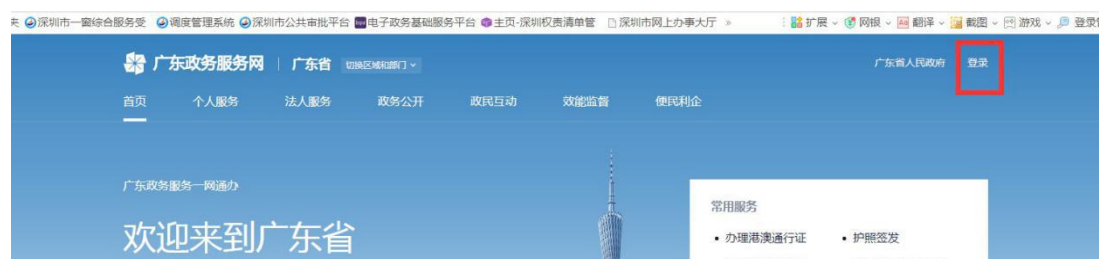 深圳市一窗综合服务受 调度管理系统 深圳市公共审批平台 电子政务基础服务平台 主页-深圳权责清单管 深圳市网上办事大厅 » 扩展 网银 翻译 截图 游戏 登录
广东政务服务网 | 广东省 切换区域和部门 广东省人民政府 登录
首页 个人服务 法人服务 政务公开 政民互动 效能监督 便民利企
广东政务服务一网通办
常用服务
欢迎来到广东省
• 办理港澳通行证 • 护照签发